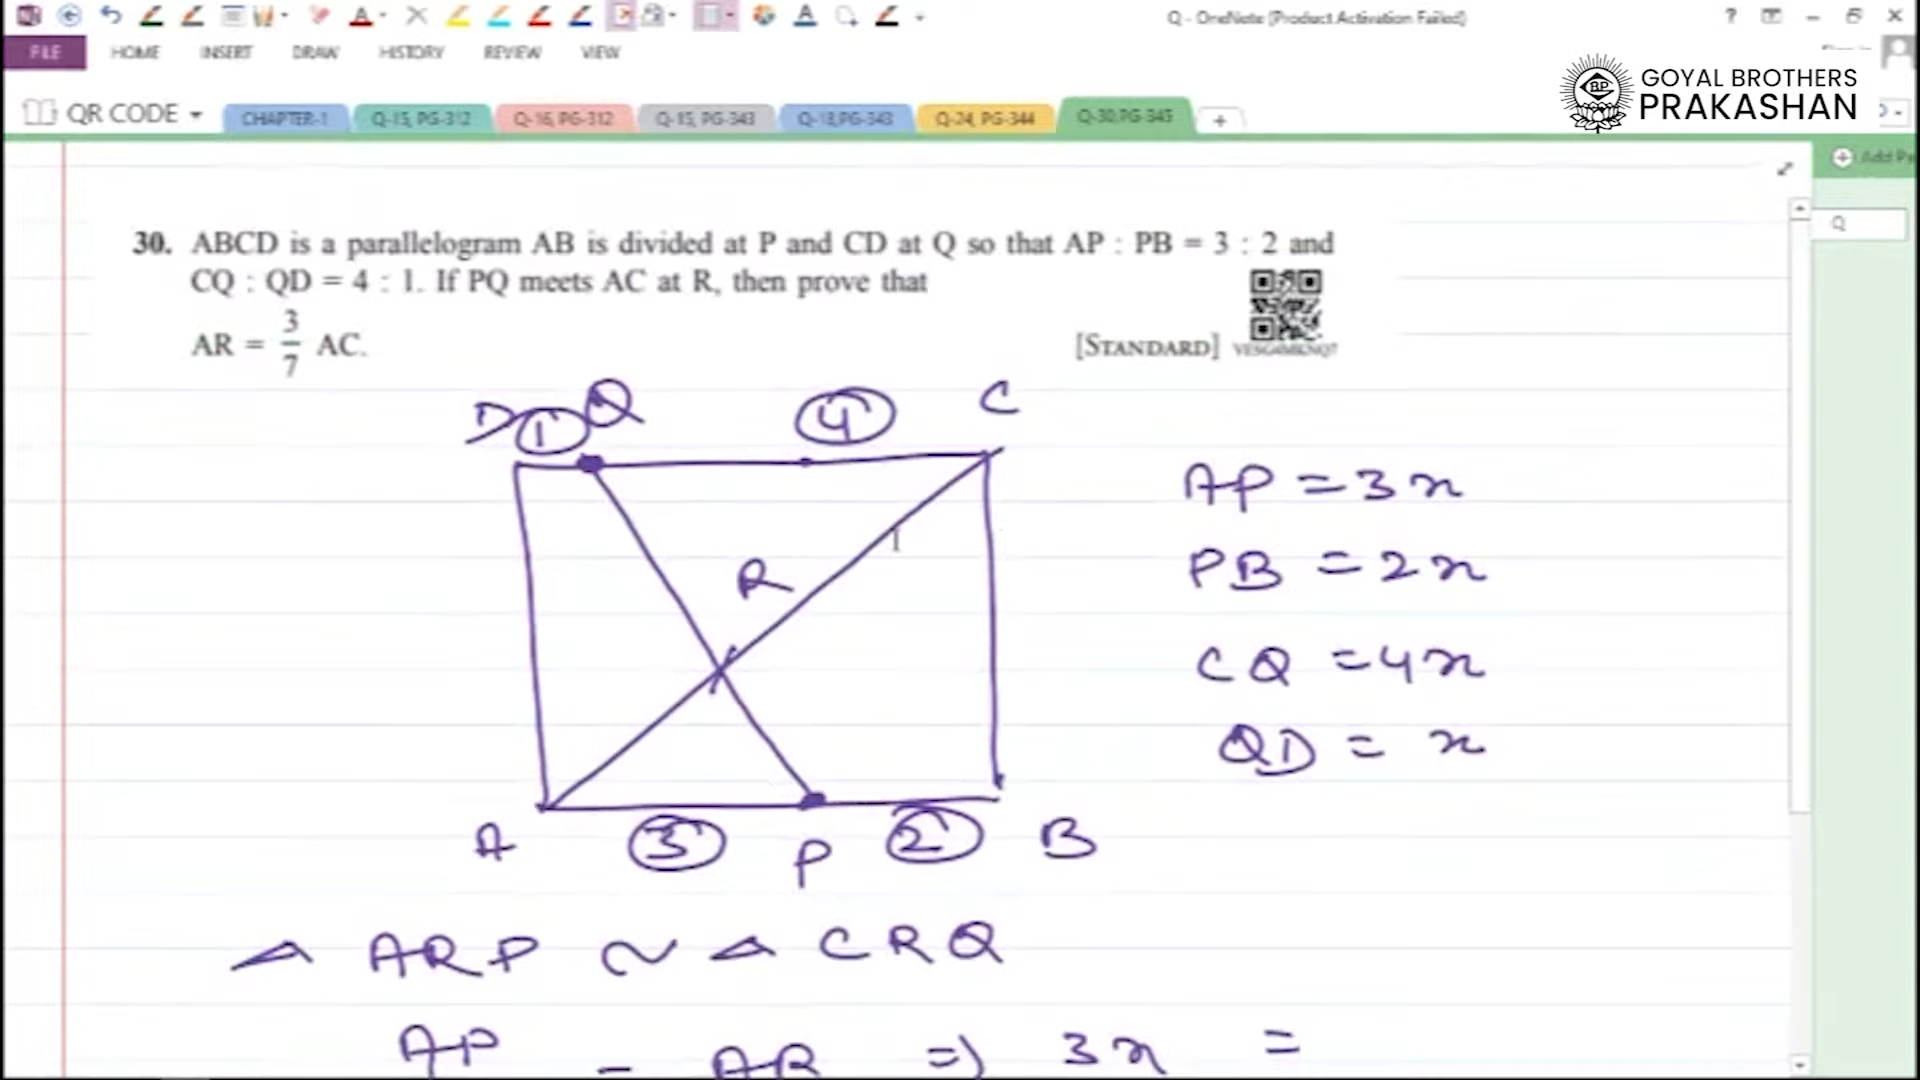 Q - OneNote (Product Activation Failed)
FILE HOME INSERT DRAW HISTORY REVIEW VIEW
GOYAL BROTHERS
PRAKASHAN
QR CODE CHAPTER-1 Q-15, PG-312 Q-16, PG-312 Q-15, PG-343 Q-18,PG-343 Q-24, PG-344 Q-30,PG-345 +
Add Pa
30. ABCD is a parallelogram AB is divided at P and CD at Q so that AP : PB = 3 : 2 and
CQ : QD = 4 : 1. If PQ meets AC at R, then prove that
AR = 3/7 AC. [STANDARD]
D 1 Q 4 C
AP = 3x
R
PB = 2x
CQ = 4x
QD = x
A 3 P 2 B
△ ARP ~ △ CRQ
AP = AR => 3x =